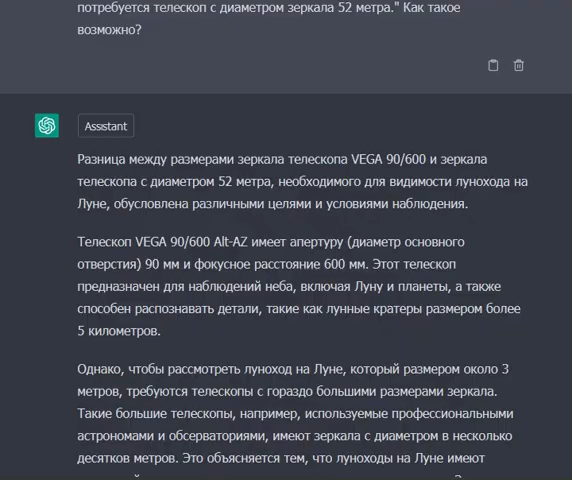 потребуется телескоп с диаметром зеркала 52 метра." Как такое
возможно?
Assistant
Разница между размерами зеркала телескопа VEGA 90/600 и зеркала
телескопа с диаметром 52 метра, необходимого для видимости лунохода на
Луне, обусловлена различными целями и условиями наблюдения.
Телескоп VEGA 90/600 Alt-AZ имеет апертуру (диаметр основного
отверстия) 90 мм и фокусное расстояние 600 мм. Этот телескоп
предназначен для наблюдений неба, включая Луну и планеты, а также
способен распознавать детали, такие как лунные кратеры размером более
5 километров.
Однако, чтобы рассмотреть луноход на Луне, который размером около 3
метров, требуются телескопы с гораздо большими размерами зеркала.
Такие большие телескопы, например, используемые профессиональными
астрономами и обсерваториями, имеют зеркала с диаметром в несколько
десятков метров. Это объясняется тем, что луноходы на Луне имеют